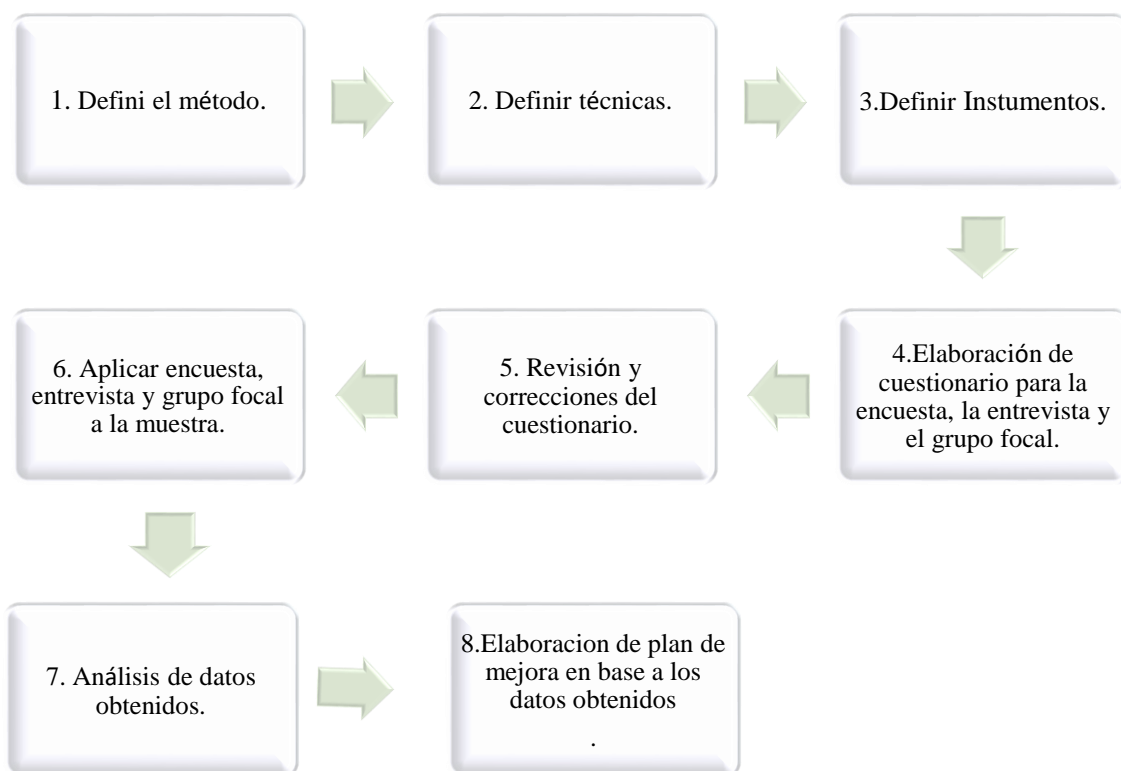 1. Defini el método.
2. Definir técnicas.
3.Definir Instumentos.
4.Elaboración de
cuestionario para la
encuesta, la entrevista y
el grupo focal.
5. Revisión y
correcciones del
cuestionario.
6. Aplicar encuesta,
entrevista y grupo focal
a la muestra.
7. Análisis de datos
obtenidos.
8.Elaboracion de plan de
mejora en base a los
datos obtenidos
.